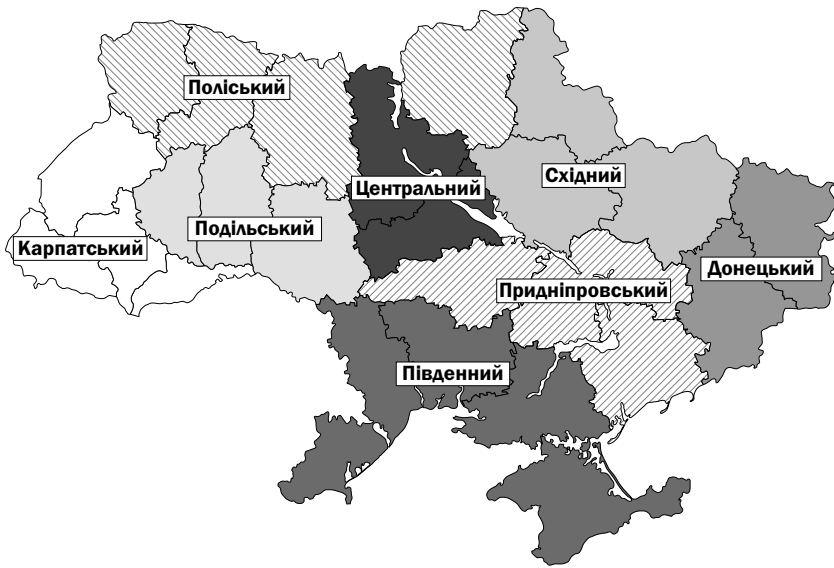 Поліський
Східний
Центральний
Подільський
Карпатський
Донецький
Придніпровський
Південний